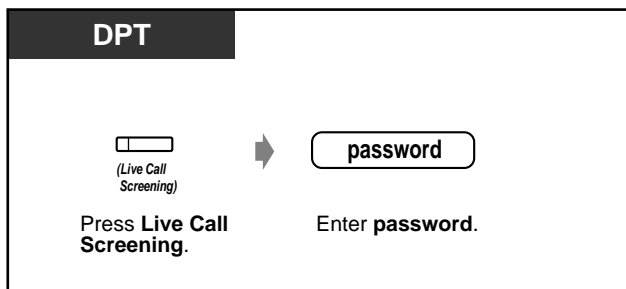 DPT
password
(Live Call
Screening)
Press Live Call
Screening.
Enter password.